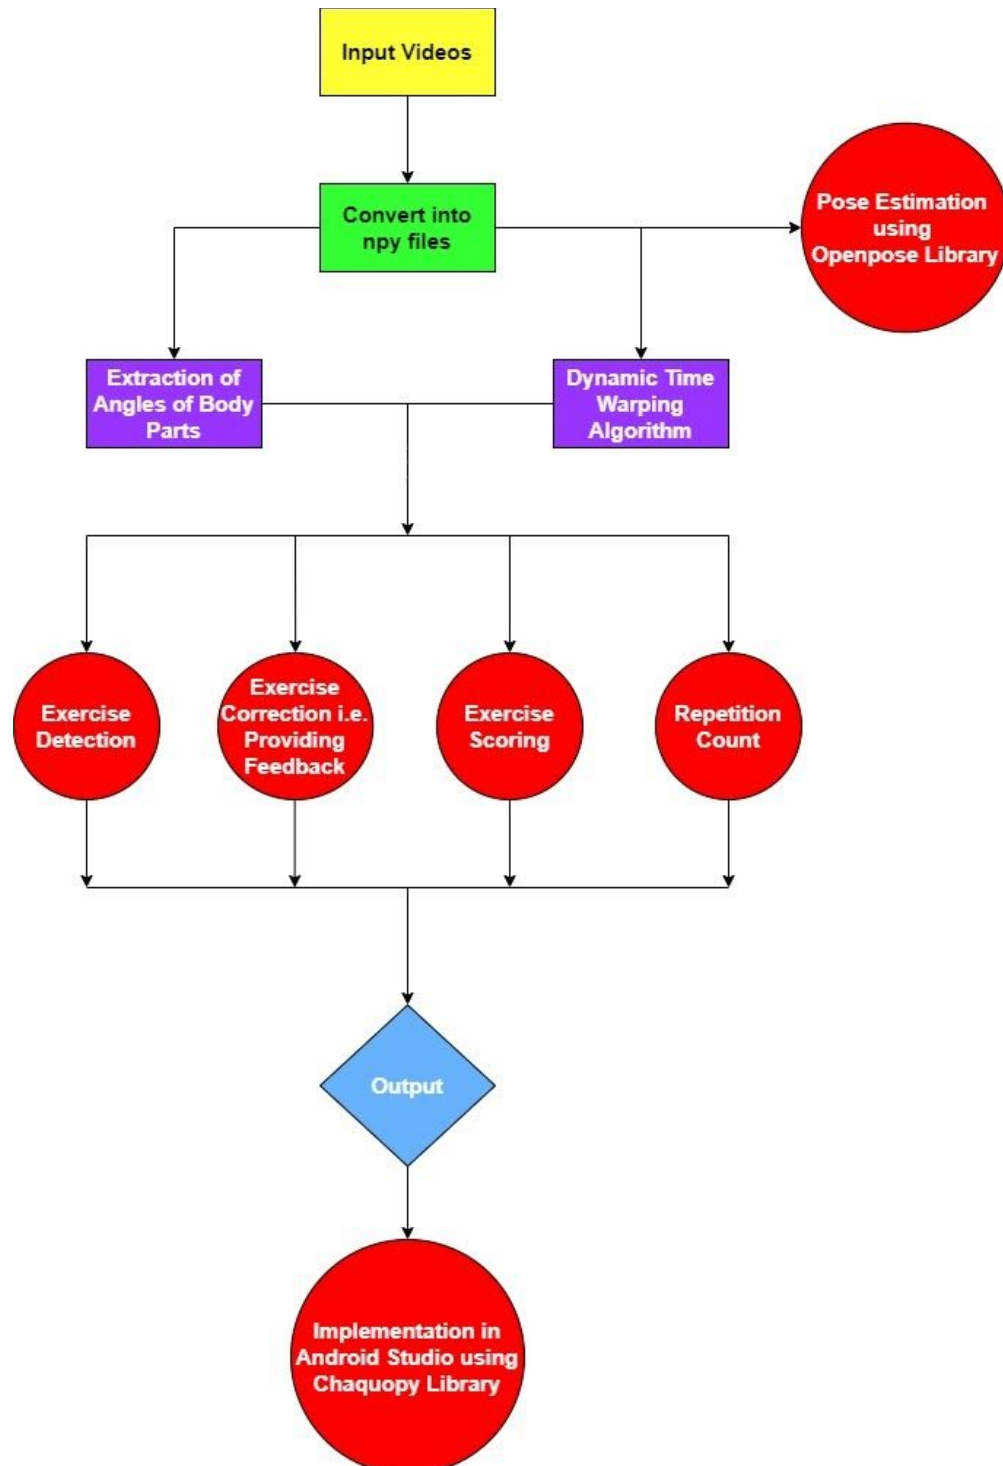 Input Videos
Convert into
npy files
Pose Estimation
using
Openpose Library
Extraction of
Angles of Body
Parts
Dynamic Time
Warping
Algorithm
Exercise
Detection
Exercise
Correction i.e.
Providing
Feedback
Exercise
Scoring
Repetition
Count
Output
Implementation in
Android Studio using
Chaquopy Library